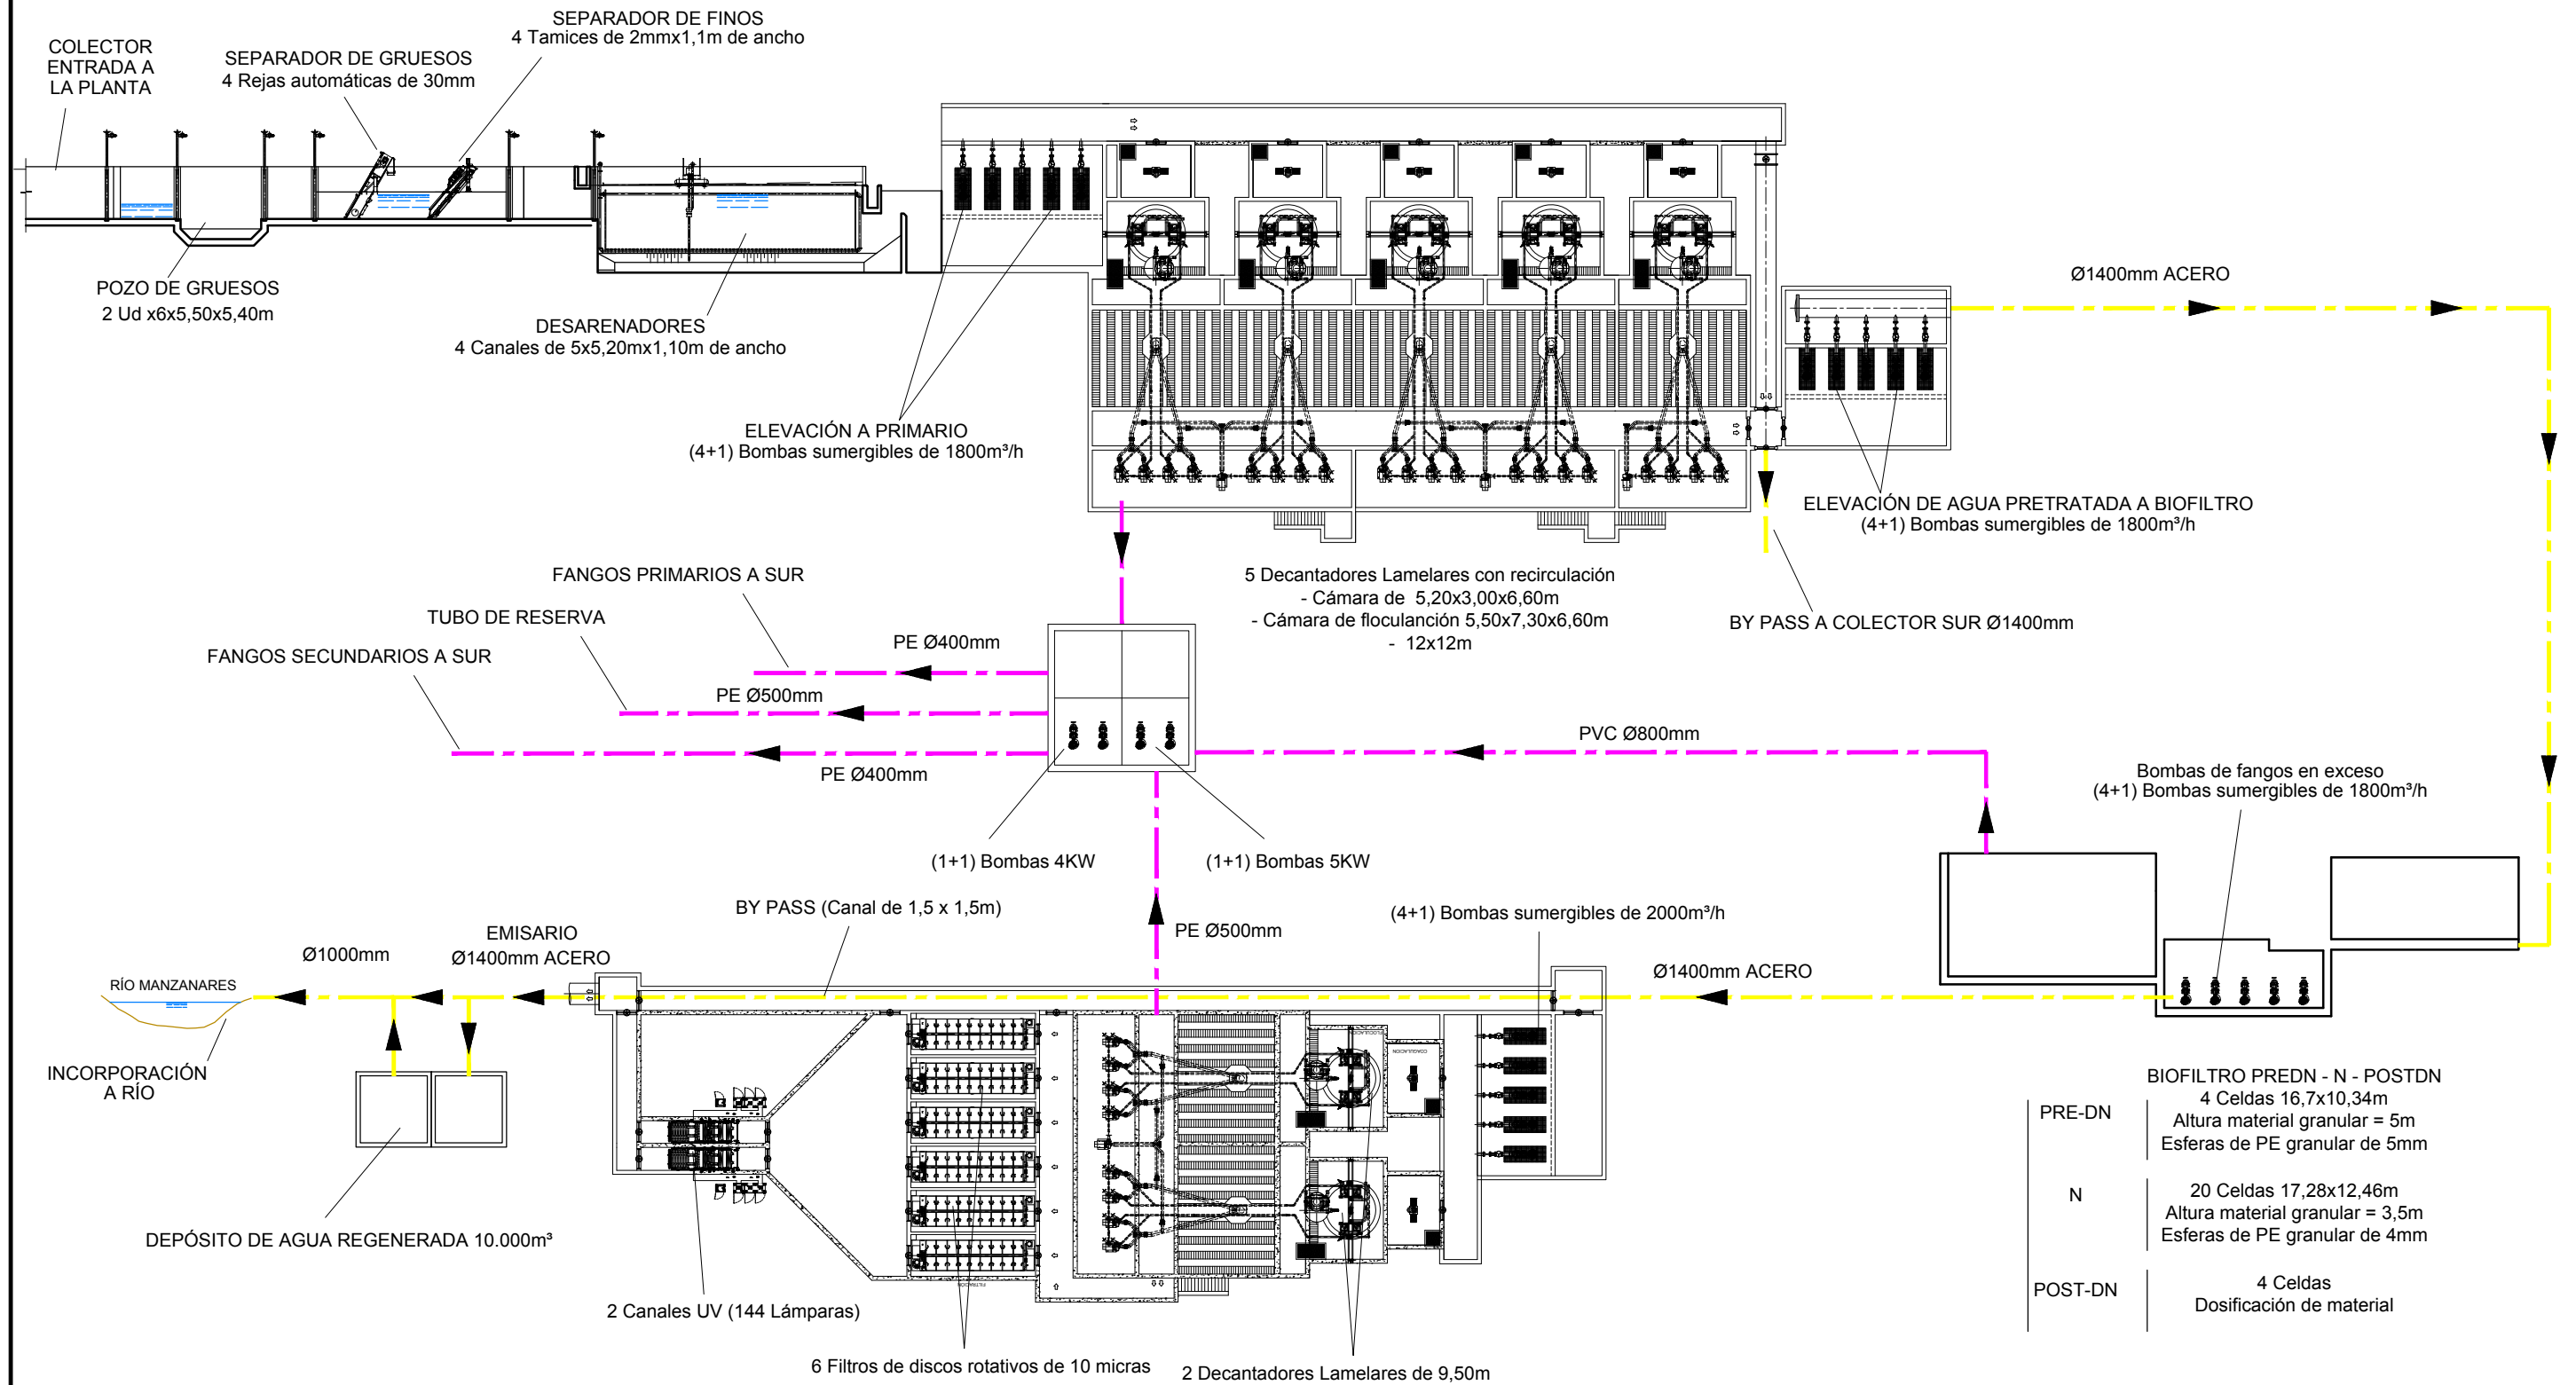 COLECTOR
ENTRADA A
LA PLANTA
SEPARADOR DE GRUESOS
4 Rejas automáticas de 30mm
SEPARADOR DE FINOS
4 Tamices de 2mmx1,1m de ancho
POZO DE GRUESOS
2 Ud x6x5,50x5,40m
DESARENADORES
4 Canales de 5x5,20mx1,10m de ancho
ELEVACIÓN A PRIMARIO
(4+1) Bombas sumergibles de 1800m³/h
Ø1400mm ACERO
ELEVACIÓN DE AGUA PRETRATADA A BIOFILTRO
(4+1) Bombas sumergibles de 1800m³/h
5 Decantadores Lamelares con recirculación
- Cámara de 5,20x3,00x6,60m
- Cámara de floculanción 5,50x7,30x6,60m
- 12x12m
BY PASS A COLECTOR SUR Ø1400mm
FANGOS PRIMARIOS A SUR
TUBO DE RESERVA
FANGOS SECUNDARIOS A SUR
PE Ø400mm
PE Ø500mm
PE Ø400mm
PVC Ø800mm
Bombas de fangos en exceso
(4+1) Bombas sumergibles de 1800m³/h
(1+1) Bombas 4KW
(1+1) Bombas 5KW
BY PASS (Canal de 1,5 x 1,5m)
PE Ø500mm
(4+1) Bombas sumergibles de 2000m³/h
Ø1400mm ACERO
EMISARIO
Ø1400mm ACERO
Ø1000mm
RÍO MANZANARES
INCORPORACIÓN
A RÍO
DEPÓSITO DE AGUA REGENERADA 10.000m³
FLOCULACION
COAGULACION
FILTRACION
2 Canales UV (144 Lámparas)
6 Filtros de discos rotativos de 10 micras
2 Decantadores Lamelares de 9,50m
BIOFILTRO PREDN - N - POSTDN
PRE-DN
4 Celdas 16,7x10,34m
Altura material granular = 5m
Esferas de PE granular de 5mm
N
20 Celdas 17,28x12,46m
Altura material granular = 3,5m
Esferas de PE granular de 4mm
POST-DN
4 Celdas
Dosificación de material